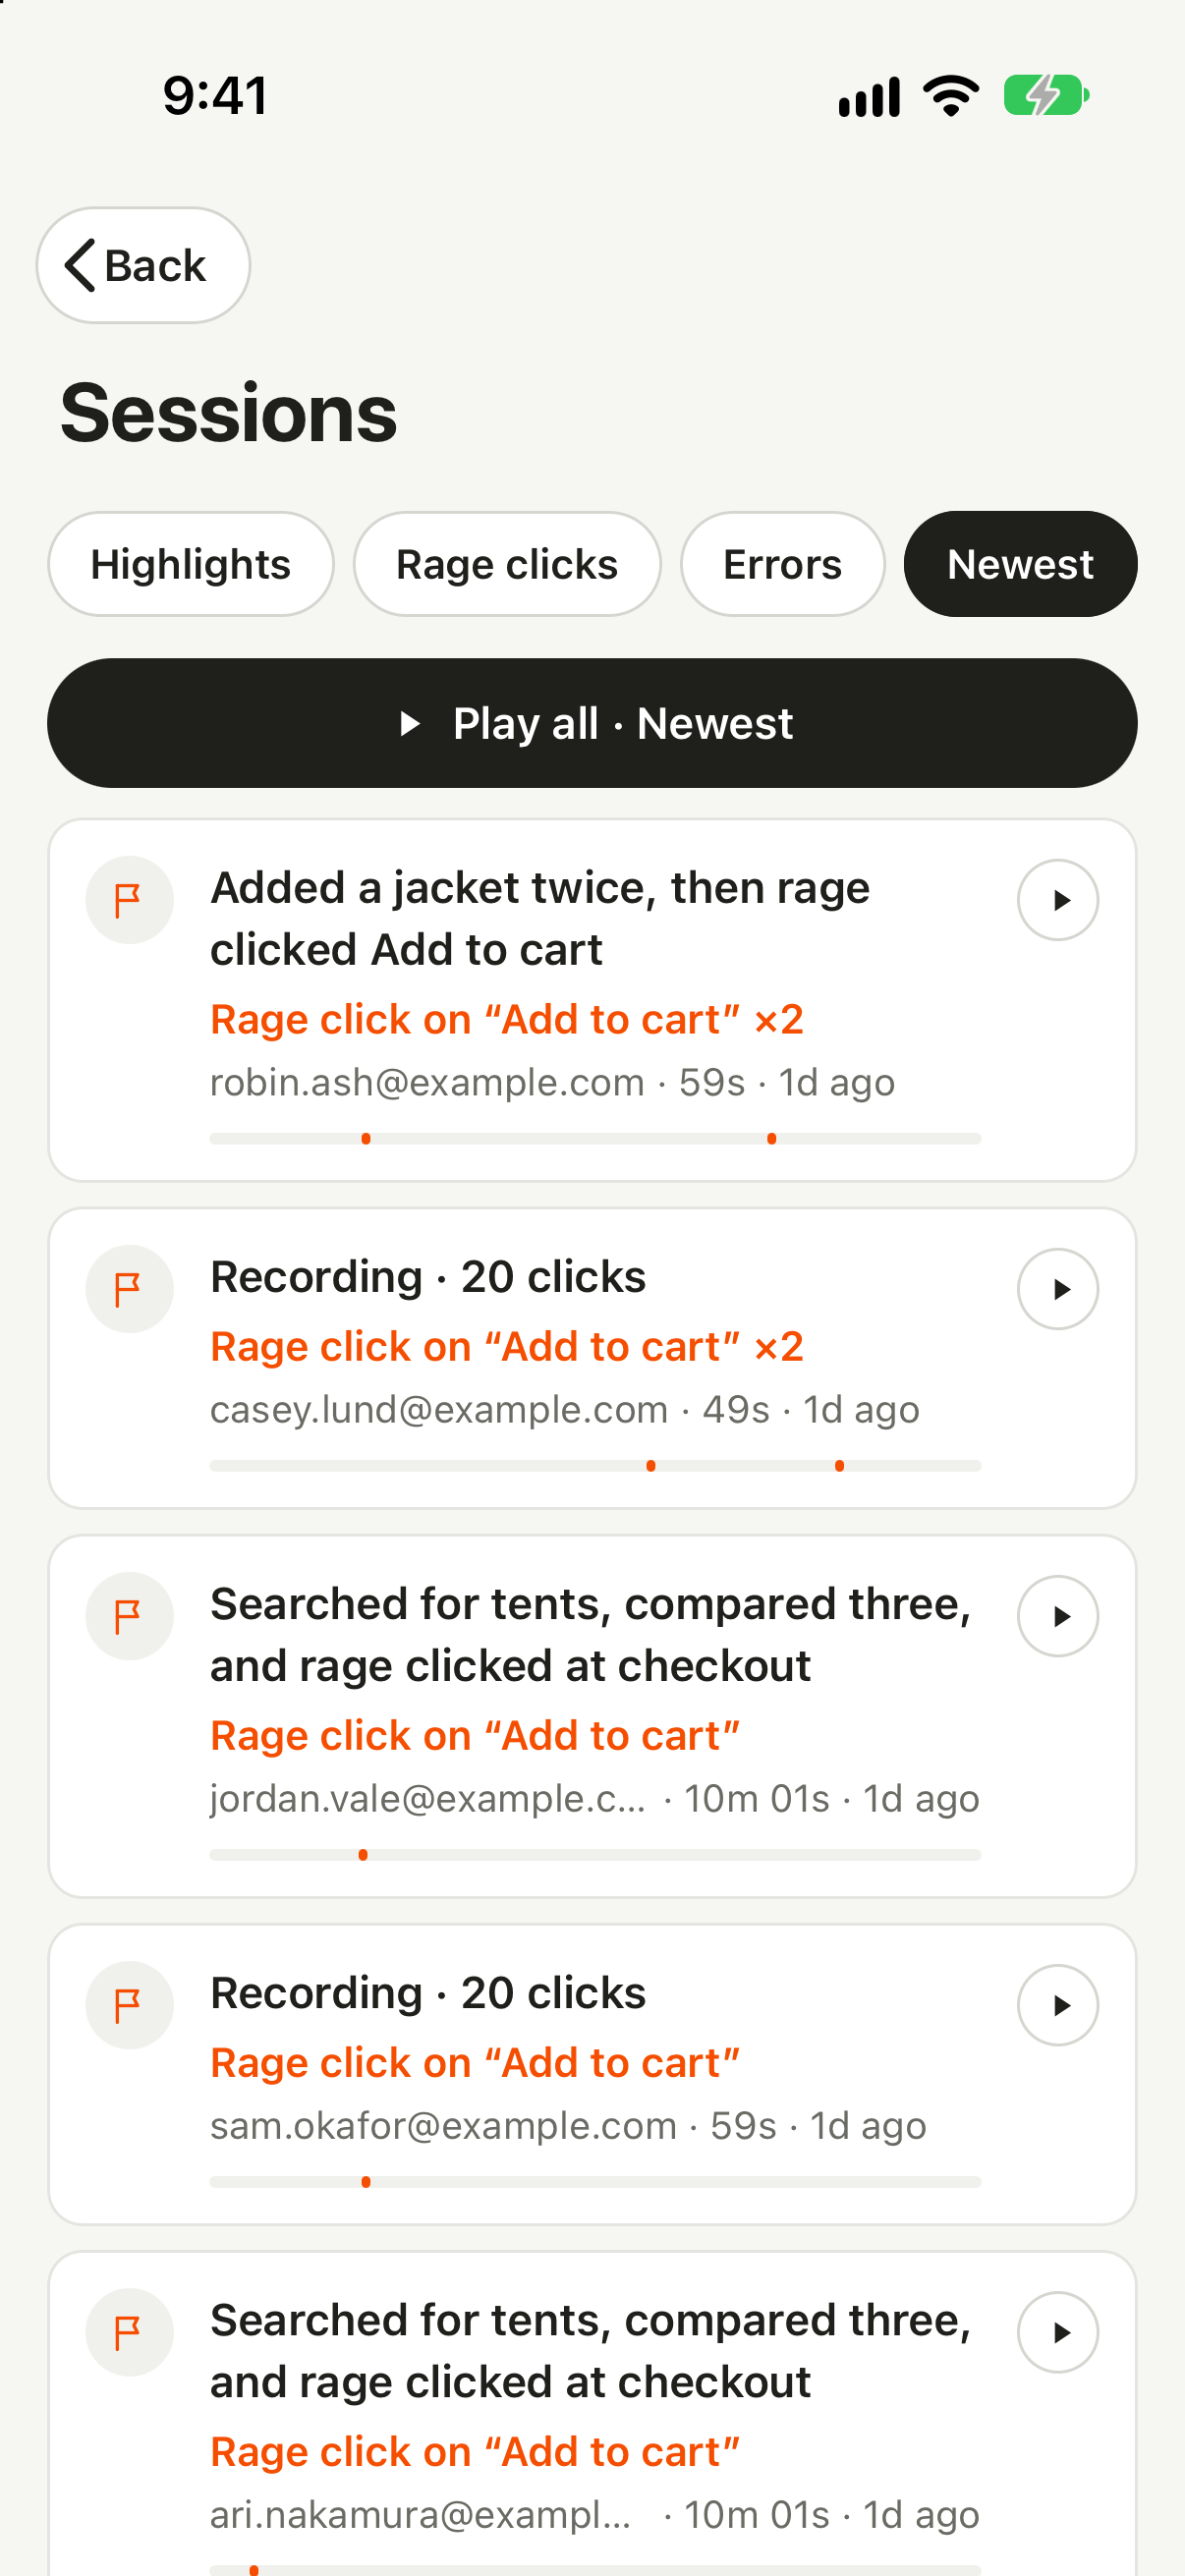 9:41
Back
Sessions
Highlights
Rage clicks
Errors
Newest
Play all · Newest
Added a jacket twice, then rage
clicked Add to cart
Rage click on “Add to cart” ×2
robin.ash@example.com · 59s · 1d ago
Recording · 20 clicks
Rage click on “Add to cart” ×2
casey.lund@example.com · 49s · 1d ago
Searched for tents, compared three,
and rage clicked at checkout
Rage click on “Add to cart”
jordan.vale@example.c... · 10m 01s · 1d ago
Recording · 20 clicks
Rage click on “Add to cart”
sam.okafor@example.com · 59s · 1d ago
Searched for tents, compared three,
and rage clicked at checkout
Rage click on “Add to cart”
ari.nakamura@exampl... · 10m 01s · 1d ago